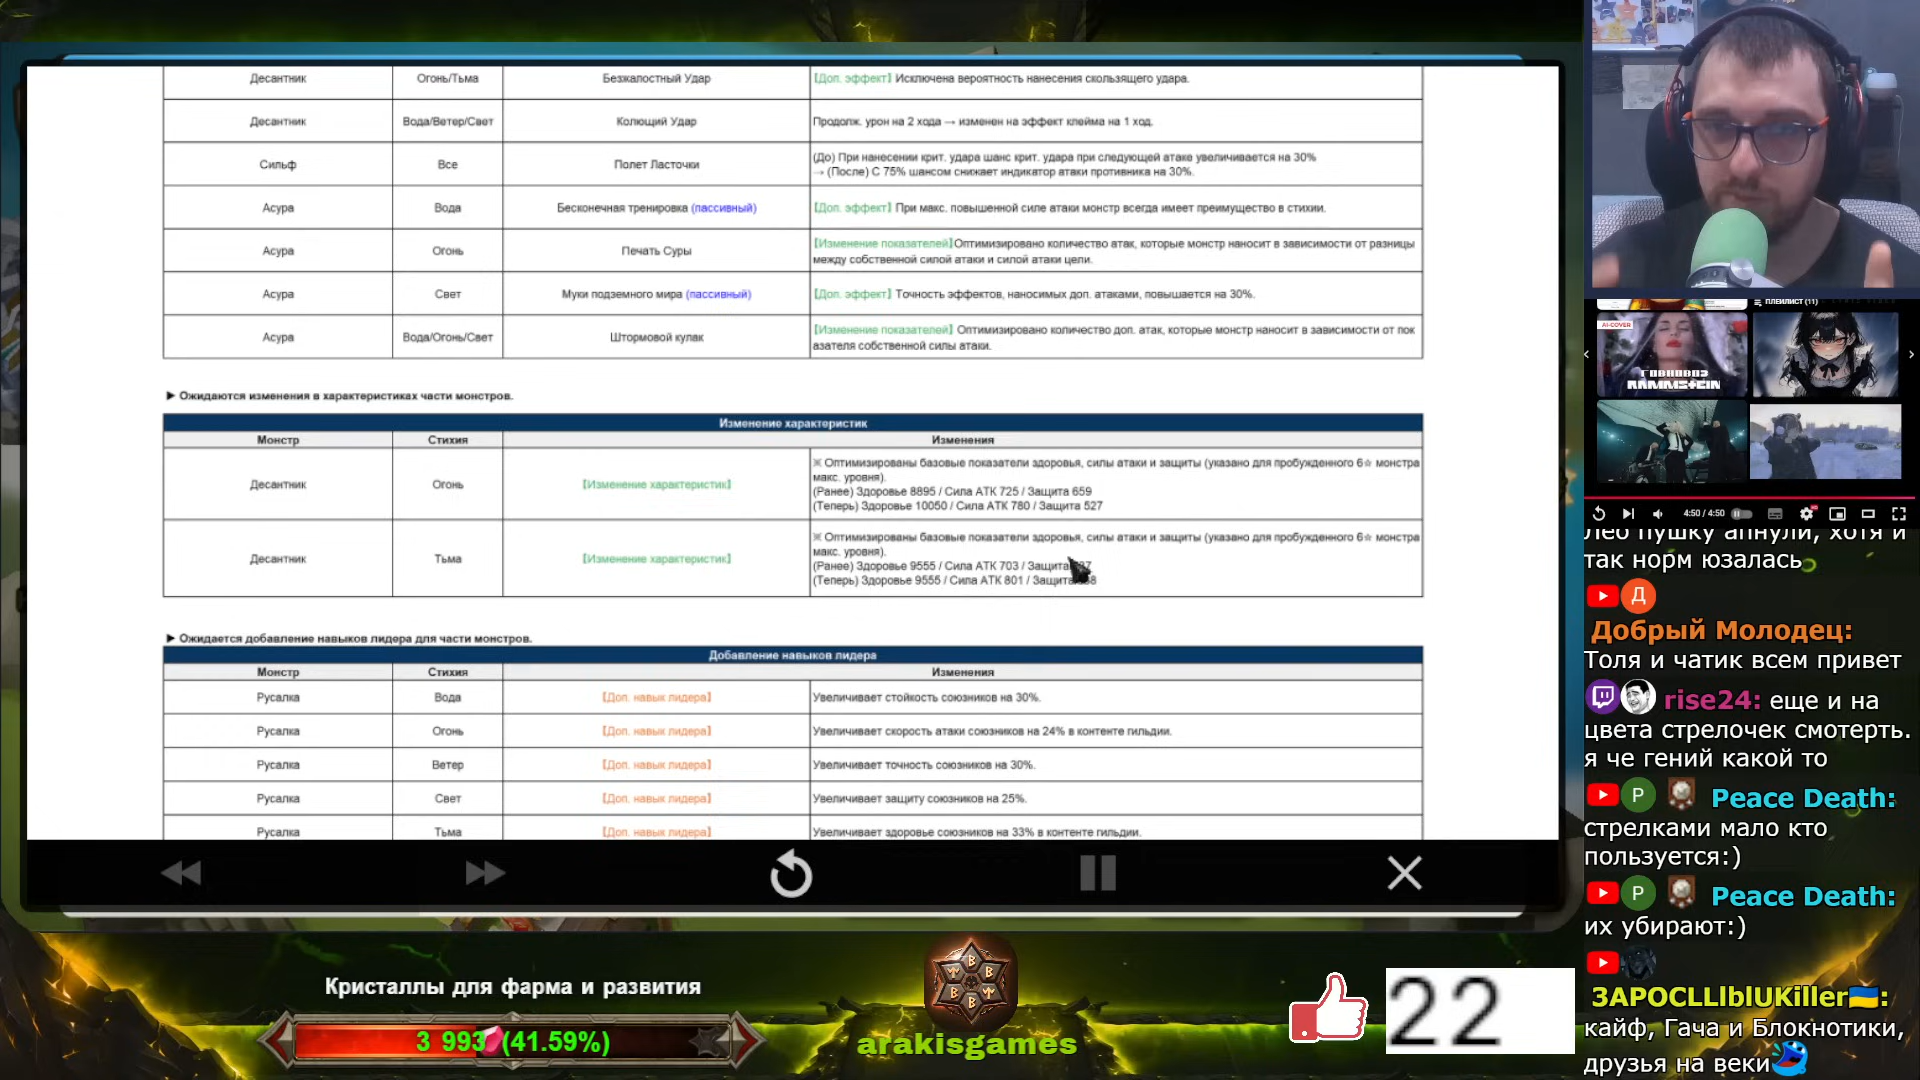 Десантник Огонь/Тьма Безжалостный Удар [Доп. эффект] Исключена вероятность нанесения скользящего удара.
Десантник Вода/Ветер/Свет Колющий Удар Продолж. урон на 2 хода → изменен на эффект клейма на 1 ход.
Сильф Все Полет Ласточки (До) При нанесении крит. удара шанс крит. удара при следующей атаке увеличивается на 30%
→ (После) С 75% шансом снижает индикатор атаки противника на 30%.
Асура Вода Бесконечная тренировка (пассивный) [Доп. эффект] При макс. повышенной силе атаки монстр всегда имеет преимущество в стихии.
Асура Огонь Печать Суры [Изменение показателей]Оптимизировано количество атак, которые монстр наносит в зависимости от разницы
между собственной силой атаки и силой атаки цели.
Асура Свет Муки подземного мира (пассивный) [Доп. эффект] Точность эффектов, наносимых доп. атаками, повышается на 30%.
Асура Вода/Огонь/Свет Штормовой кулак [Изменение показателей] Оптимизировано количество доп. атак, которые монстр наносит в зависимости от пок
азателя собственной силы атаки.
▶ Ожидаются изменения в характеристиках части монстров.
Изменение характеристик
Монстр Стихия Изменения
Десантник Огонь [Изменение характеристик] ※ Оптимизированы базовые показатели здоровья, силы атаки и защиты (указано для пробужденного 6☆ монстра
макс. уровня).
(Ранее) Здоровье 8895 / Сила АТК 725 / Защита 659
(Теперь) Здоровье 10050 / Сила АТК 780 / Защита 527
Десантник Тьма [Изменение характеристик] ※ Оптимизированы базовые показатели здоровья, силы атаки и защиты (указано для пробужденного 6☆ монстра
макс. уровня).
(Ранее) Здоровье 9555 / Сила АТК 703 / Защита
(Теперь) Здоровье 9555 / Сила АТК 801 / Защита
▶ Ожидается добавление навыков лидера для части монстров.
Добавление навыков лидера
Монстр Стихия Изменения
Русалка Вода [Доп. навык лидера] Увеличивает стойкость союзников на 30%.
Русалка Огонь [Доп. навык лидера] Увеличивает скорость атаки союзников на 24% в контенте гильдии.
Русалка Ветер [Доп. навык лидера] Увеличивает точность союзников на 30%.
Русалка Свет [Доп. навык лидера] Увеличивает защиту союзников на 25%.
Русалка Тьма [Доп. навык лидера] Увеличивает здоровье союзников на 33% в контенте гильдии.
Кристаллы для фарма и развития
3 993 (41.59%)
arakisgames
22
ПЛЕЙЛИСТ (11)
AI-COVER
ГОВНОВОЗ
RAMMSTEIN
4:50 / 4:50
Лео пушку апнули, хотя и
так норм юзалась
Д
Добрый Молодец:
Толя и чатик всем привет
rise24: еще и на
цвета стрелочек смотерть.
я че гений какой то
P Peace Death:
стрелками мало кто
пользуется:)
P Peace Death:
их убирают:)
ЗАРОСLLlblUKiller🇺🇦:
кайф, Гача и Блокнотики,
друзья на веки